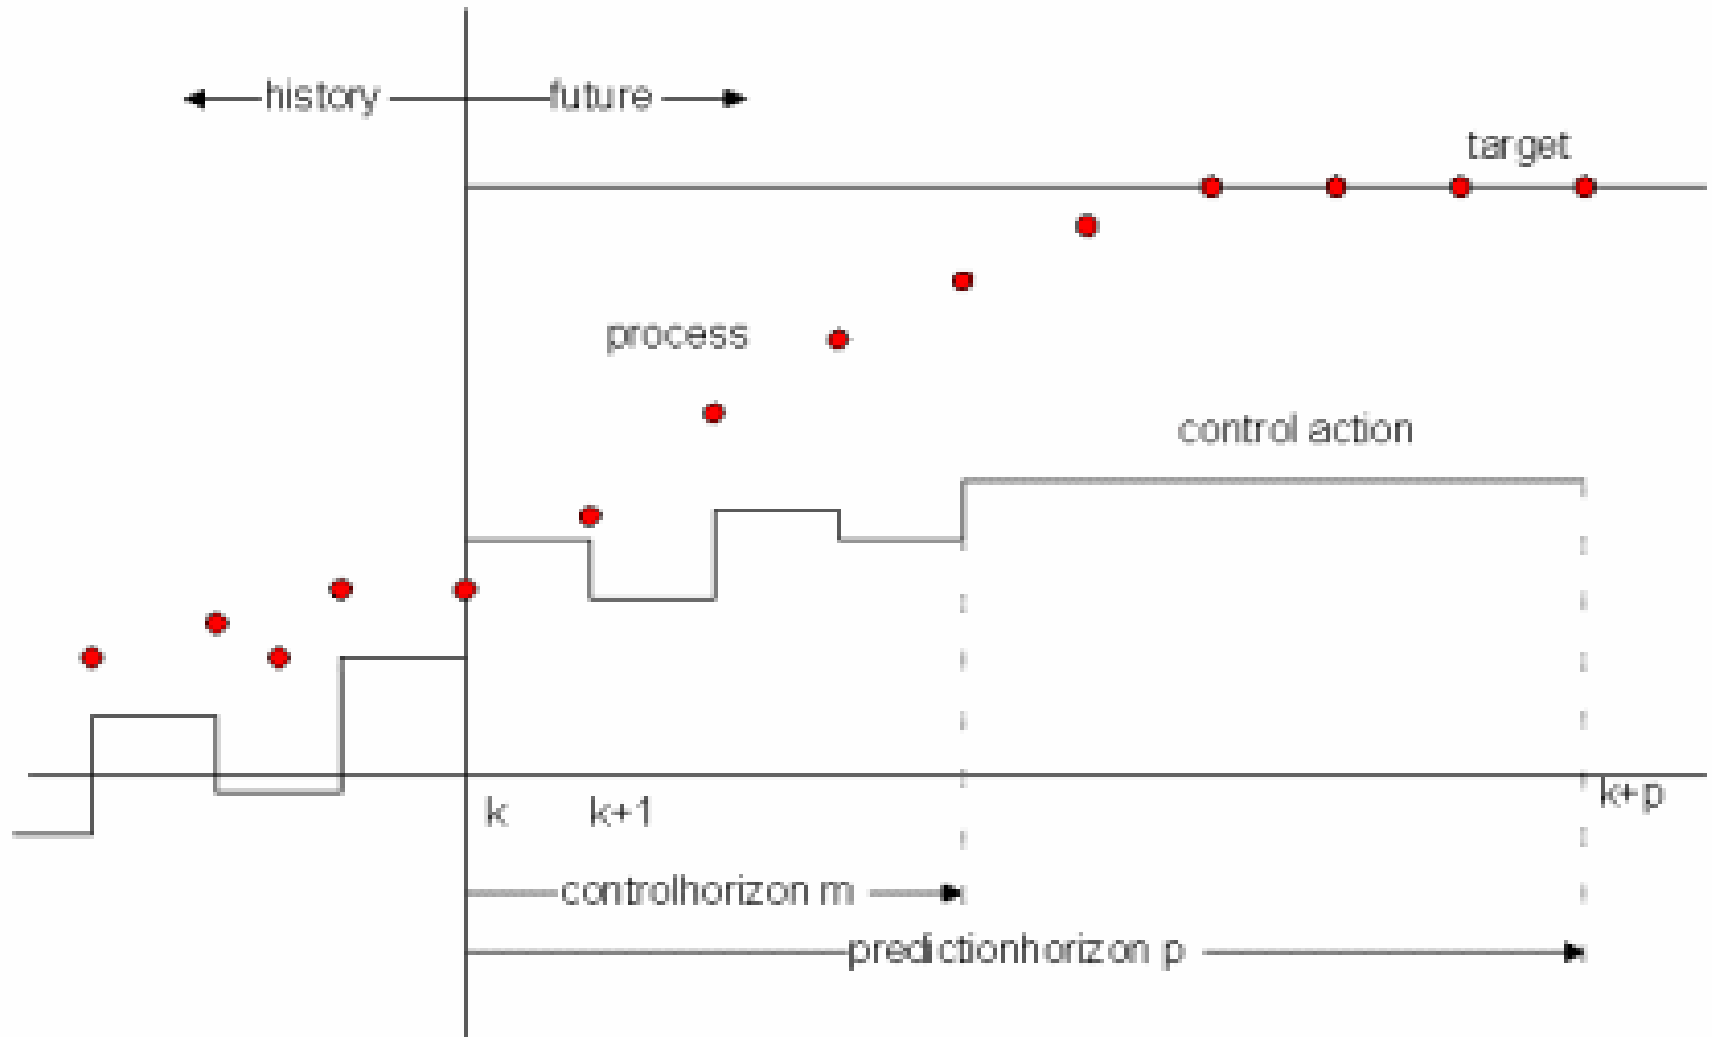 history future
target
process
control action
k k+1 k+p
controlhorizon m
predictionhorizon p